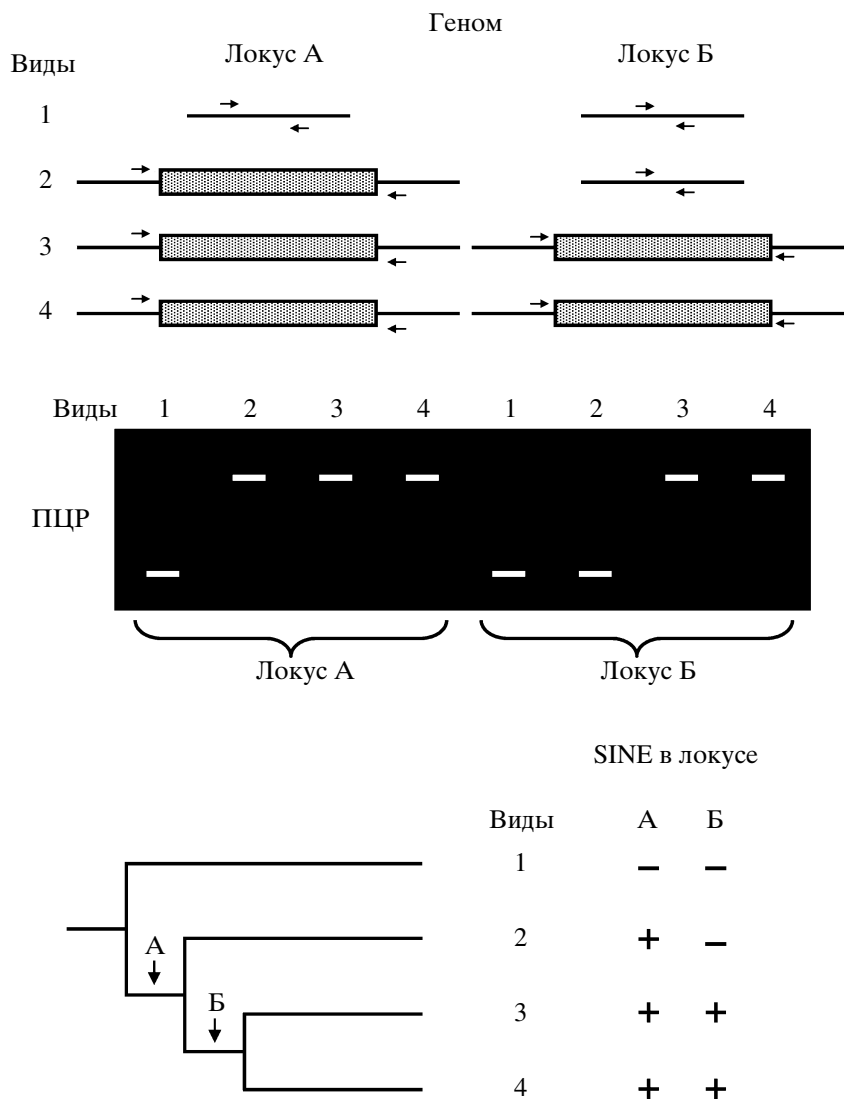 Геном
Виды Локус А Локус Б
1
2
3
4
Виды 1 2 3 4 1 2 3 4
ПЦР
Локус А Локус Б
SINE в локусе
Виды А Б
1 – –
А 2 + –
Б 3 + +
4 + +